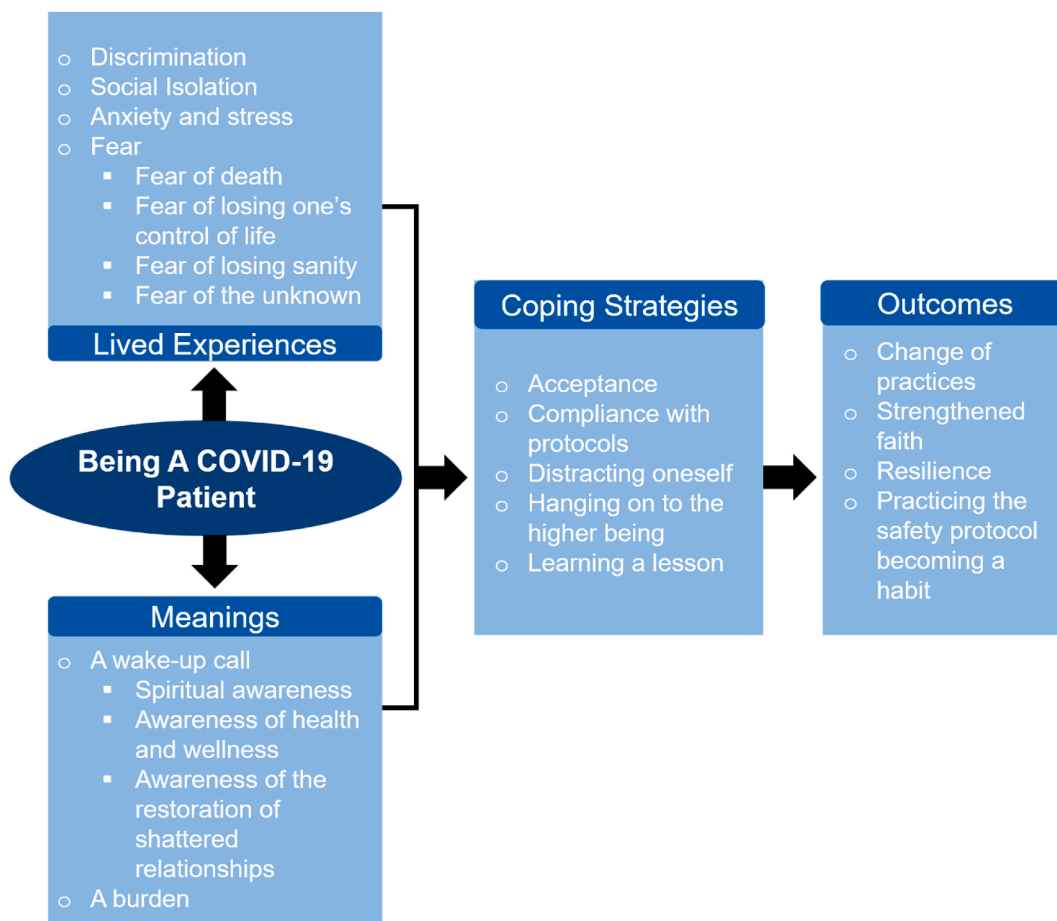 ○ Discrimination
○ Social Isolation
○ Anxiety and stress
○ Fear
▪ Fear of death
▪ Fear of losing one's
control of life
▪ Fear of losing sanity
▪ Fear of the unknown
Lived Experiences
Being A COVID-19
Patient
Meanings
○ A wake-up call
▪ Spiritual awareness
▪ Awareness of health
and wellness
▪ Awareness of the
restoration of
shattered
relationships
○ A burden
Coping Strategies
○ Acceptance
○ Compliance with
protocols
○ Distracting oneself
○ Hanging on to the
higher being
○ Learning a lesson
Outcomes
○ Change of
practices
○ Strengthened
faith
○ Resilience
○ Practicing the
safety protocol
becoming a
habit